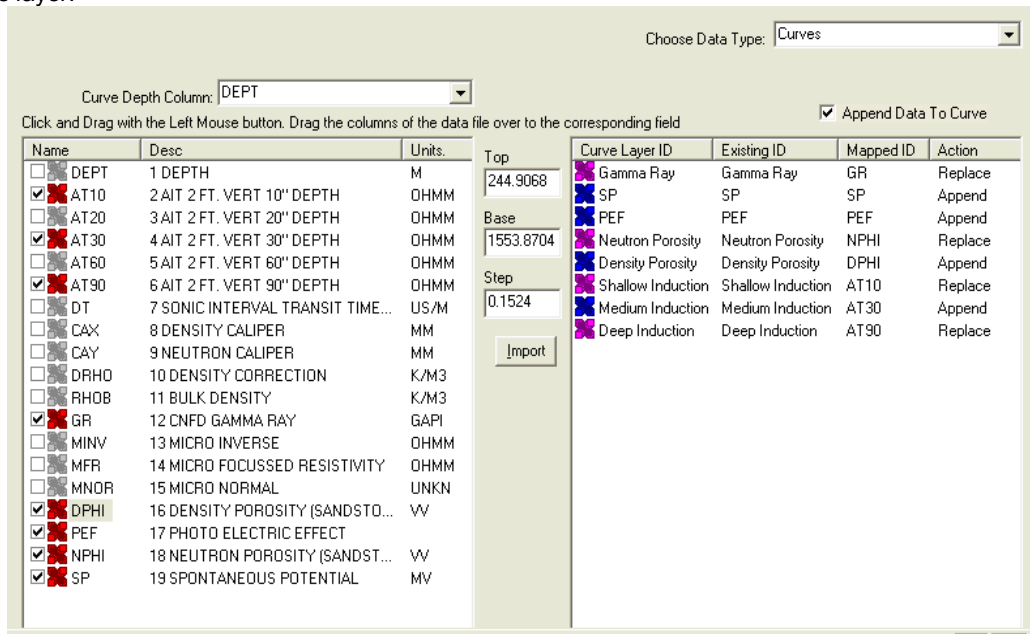 layer.
Choose Data Type: Curves
Curve Depth Column: DEPT
Click and Drag with the Left Mouse button. Drag the columns of the data file over to the corresponding field
Append Data To Curve
Name Desc Units.
DEPT 1 DEPTH M
AT10 2 AIT 2 FT. VERT 10" DEPTH OHMM
AT20 3 AIT 2 FT. VERT 20" DEPTH OHMM
AT30 4 AIT 2 FT. VERT 30" DEPTH OHMM
AT60 5 AIT 2 FT. VERT 60" DEPTH OHMM
AT90 6 AIT 2 FT. VERT 90" DEPTH OHMM
DT 7 SONIC INTERVAL TRANSIT TIME... US/M
CAX 8 DENSITY CALIPER MM
CAY 9 NEUTRON CALIPER MM
DRHO 10 DENSITY CORRECTION K/M3
RHOB 11 BULK DENSITY K/M3
GR 12 CNFD GAMMA RAY GAPI
MINV 13 MICRO INVERSE OHMM
MFR 14 MICRO FOCUSSED RESISTIVITY OHMM
MNOR 15 MICRO NORMAL UNKN
DPHI 16 DENSITY POROSITY (SANDSTO... VV
PEF 17 PHOTO ELECTRIC EFFECT
NPHI 18 NEUTRON POROSITY (SANDST... VV
SP 19 SPONTANEOUS POTENTIAL MV
Top
244.9068
Base
1553.8704
Step
0.1524
Import
Curve Layer ID Existing ID Mapped ID Action
Gamma Ray Gamma Ray GR Replace
SP SP SP Append
PEF PEF PEF Append
Neutron Porosity Neutron Porosity NPHI Replace
Density Porosity Density Porosity DPHI Append
Shallow Induction Shallow Induction AT10 Replace
Medium Induction Medium Induction AT30 Append
Deep Induction Deep Induction AT90 Replace